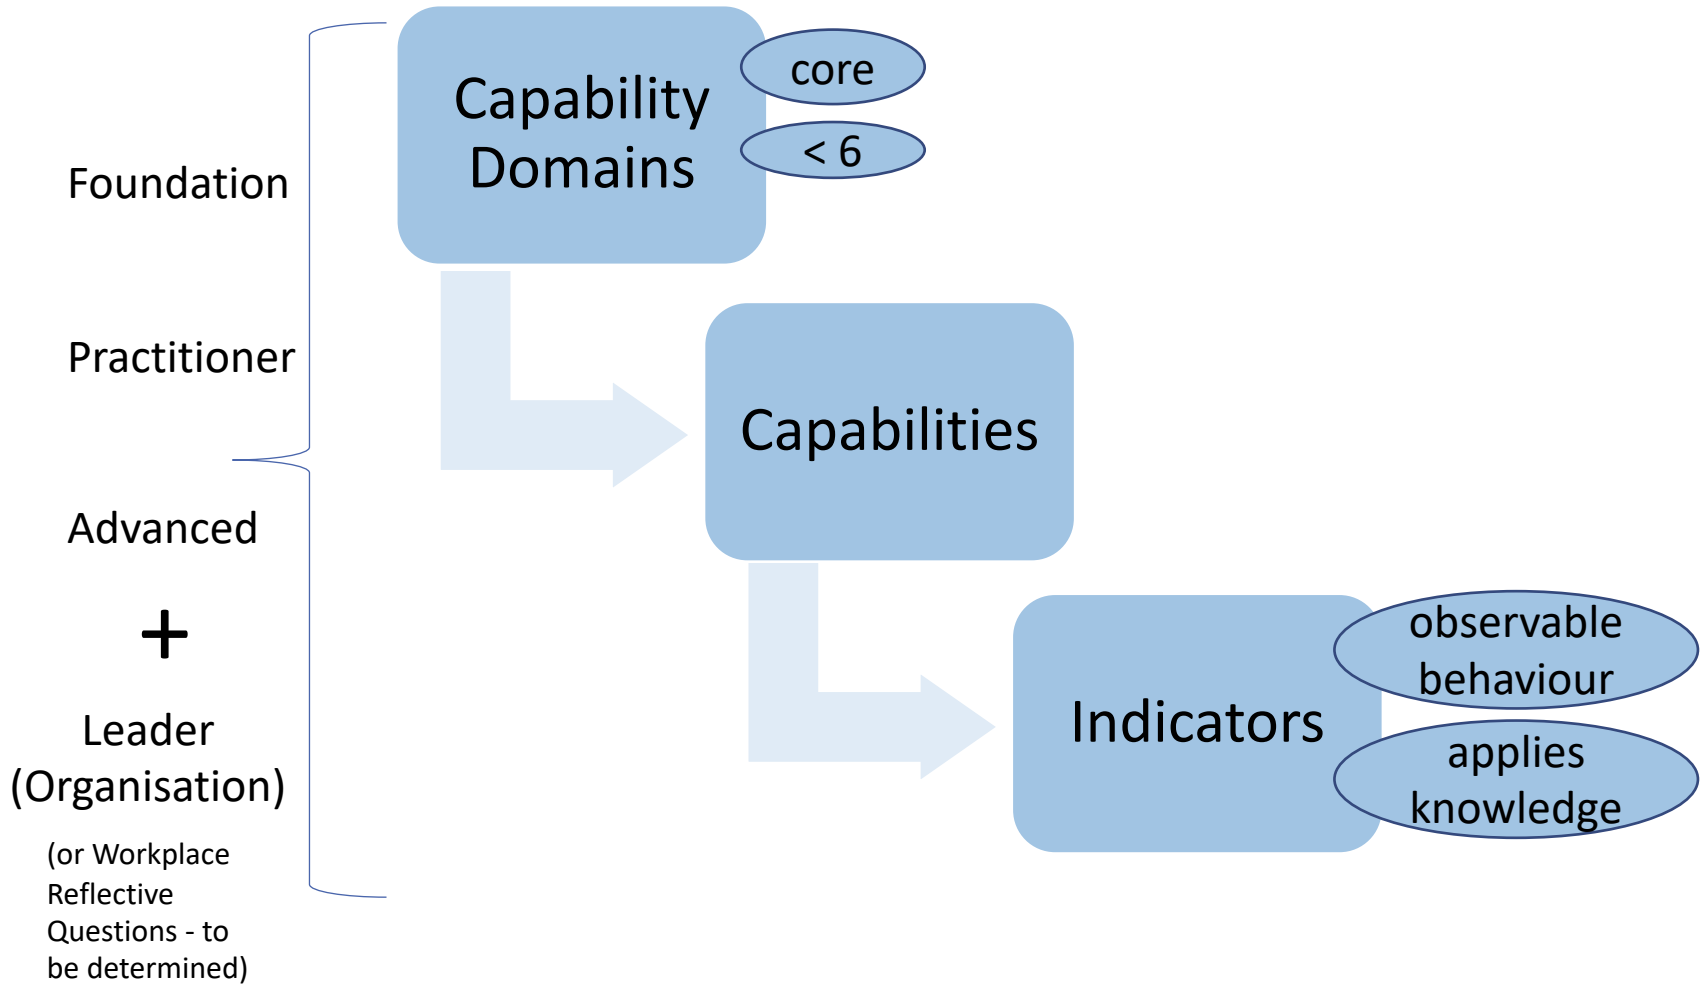 Foundation
Practitioner
Advanced
+
Leader
(Organisation)
(or Workplace
Reflective
Questions - to
be determined)
Capability
Domains
core
< 6
Capabilities
Indicators
observable
behaviour
applies
knowledge